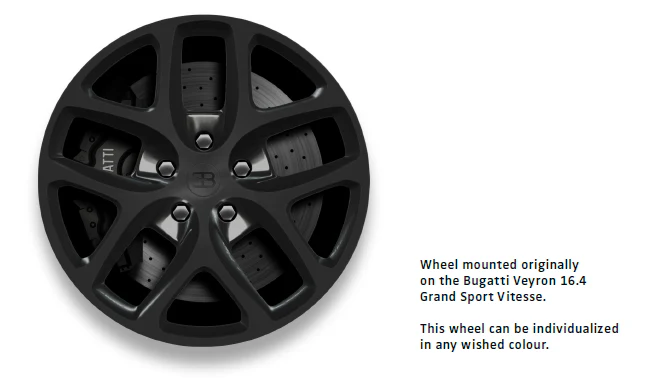 ATTI
Wheel mounted originally
on the Bugatti Veyron 16.4
Grand Sport Vitesse.
This wheel can be individualized
in any wished colour.